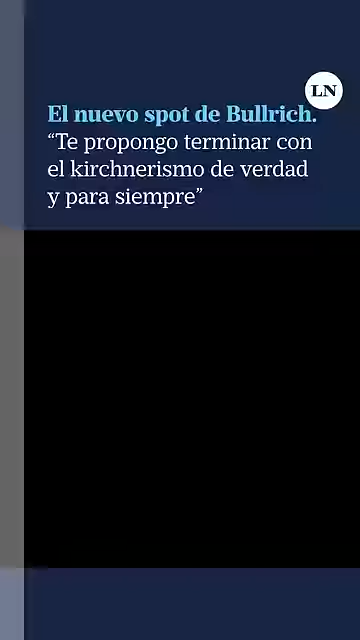 LN
El nuevo spot de Bullrich.
“Te propongo terminar con
el kirchnerismo de verdad
y para siempre”